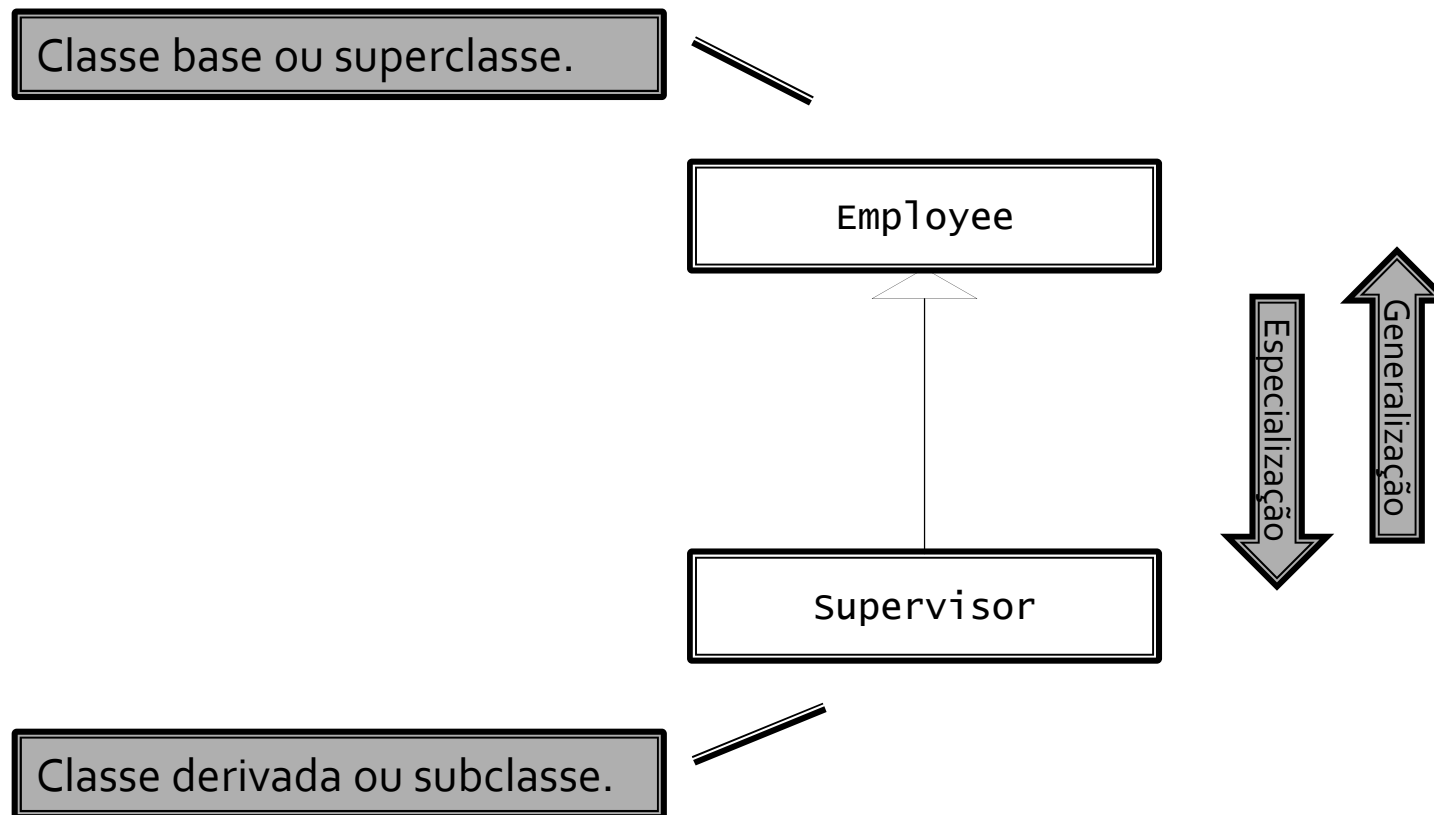 Classe base ou superclasse.
Employee
Especialização
Generalização
Supervisor
Classe derivada ou subclasse.